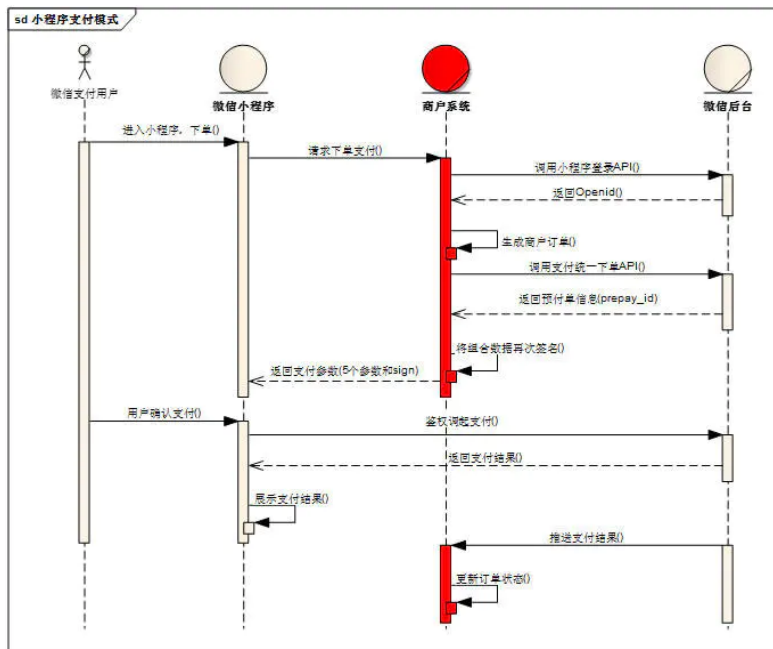 sd 小程序支付模式
微信支付用户
微信小程序
商户系统
微信后台
进入小程序，下单()
请求下单支付()
调用小程序登录API()
返回Openid()
生成商户订单()
调用支付统一下单API()
返回预付单信息(prepay_id)
将组合数据再次签名()
返回支付参数(5个参数和sign)
用户确认支付()
鉴权调起支付()
返回支付结果()
展示支付结果()
推送支付结果()
更新订单状态()